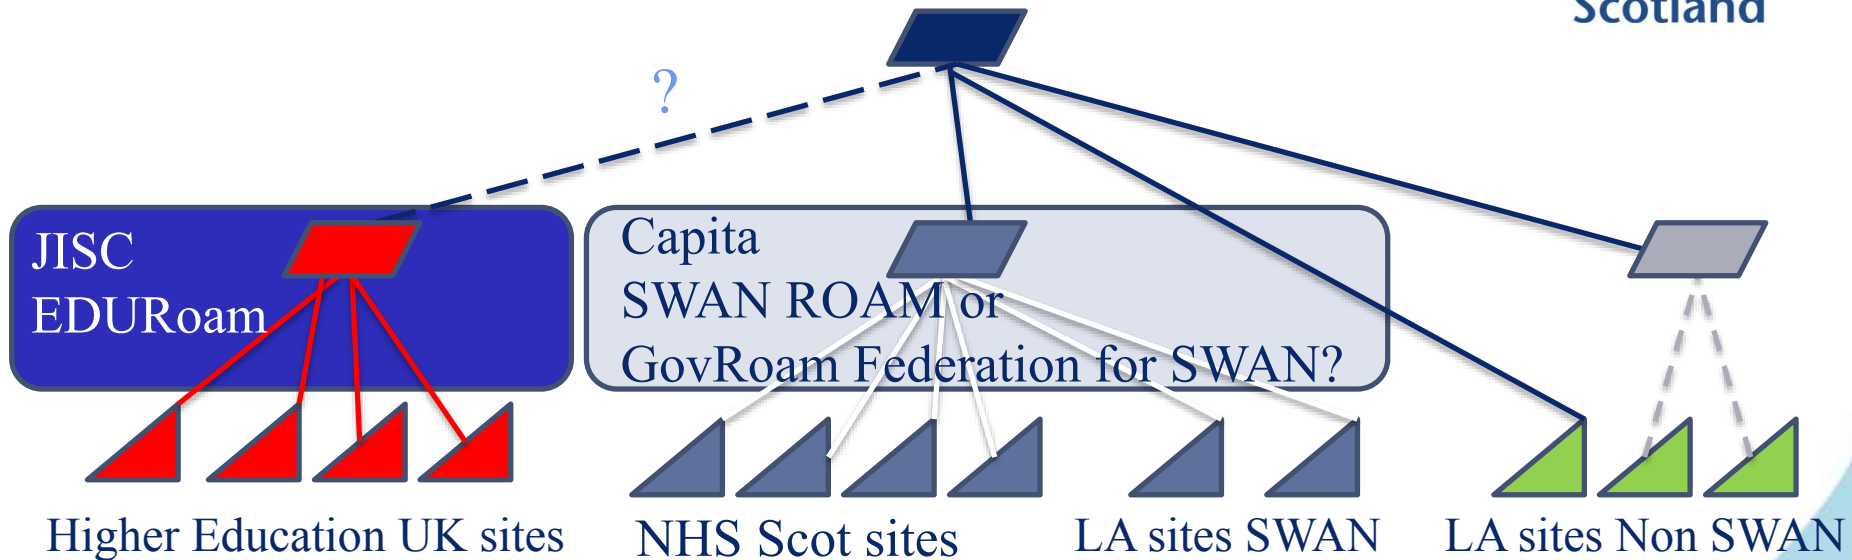 Scotland
?
JISC
EDURoam
Capita
SWAN ROAM or
GovRoam Federation for SWAN?
Higher Education UK sites
NHS Scot sites
LA sites SWAN
LA sites Non SWAN